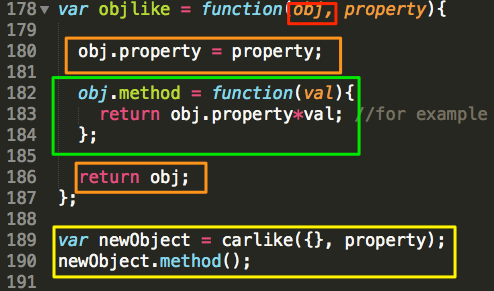 178 var objlike = function(obj, property){
179
180 obj.property = property;
181
182 obj.method = function(val){
183 return obj.property*val; //for example
184 };
185
186 return obj;
187 };
188
189 var newObject = carlike({}, property);
190 newObject.method();
191